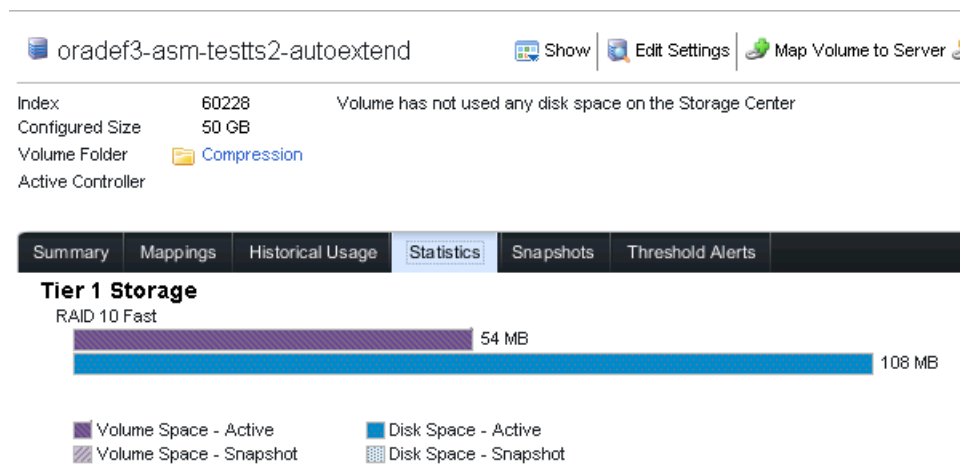 oradef3-asm-testts2-autoextend Show Edit Settings Map Volume to Server
Index 60228 Volume has not used any disk space on the Storage Center
Configured Size 50 GB
Volume Folder Compression
Active Controller
Summary Mappings Historical Usage Statistics Snapshots Threshold Alerts
Tier 1 Storage
RAID 10 Fast
54 MB
108 MB
Volume Space - Active Disk Space - Active
Volume Space - Snapshot Disk Space - Snapshot